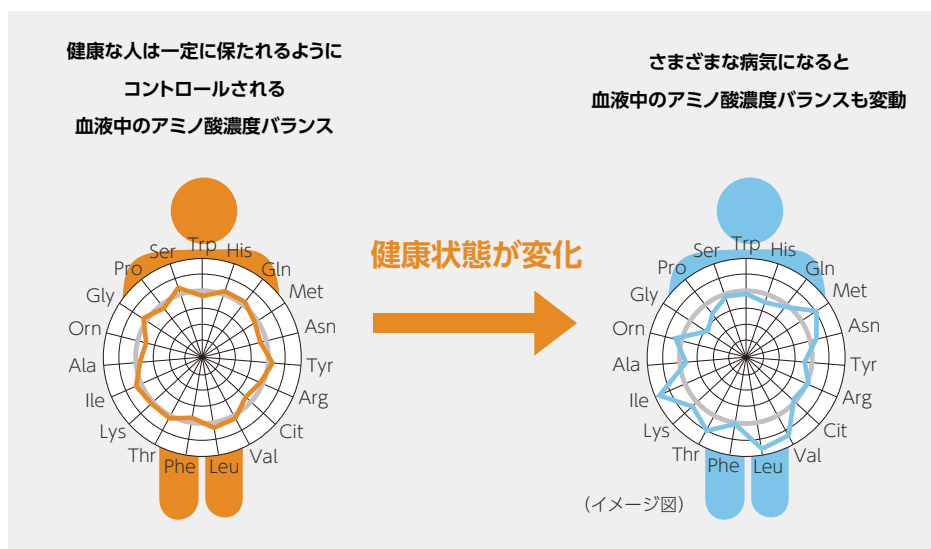 健康な人は一定に保たれるように
コントロールされる
血液中のアミノ酸濃度バランス
さまざまな病気になると
血液中のアミノ酸濃度バランスも変動
健康状態が変化
Trp
His
Gln
Met
Asn
Tyr
Arg
Cit
Val
Leu
Phe
Thr
Lys
Ile
Ala
Orn
Gly
Pro
Ser
Trp
His
Gln
Met
Asn
Tyr
Arg
Cit
Val
Leu
Phe
Thr
Lys
Ile
Ala
Orn
Gly
Pro
Ser
(イメージ図)